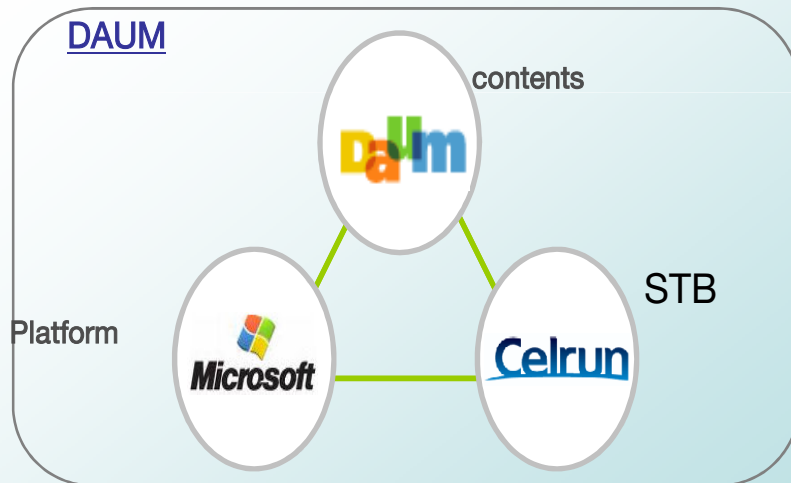 DAUM
contents
Daum
STB
Platform
Microsoft
Celrun